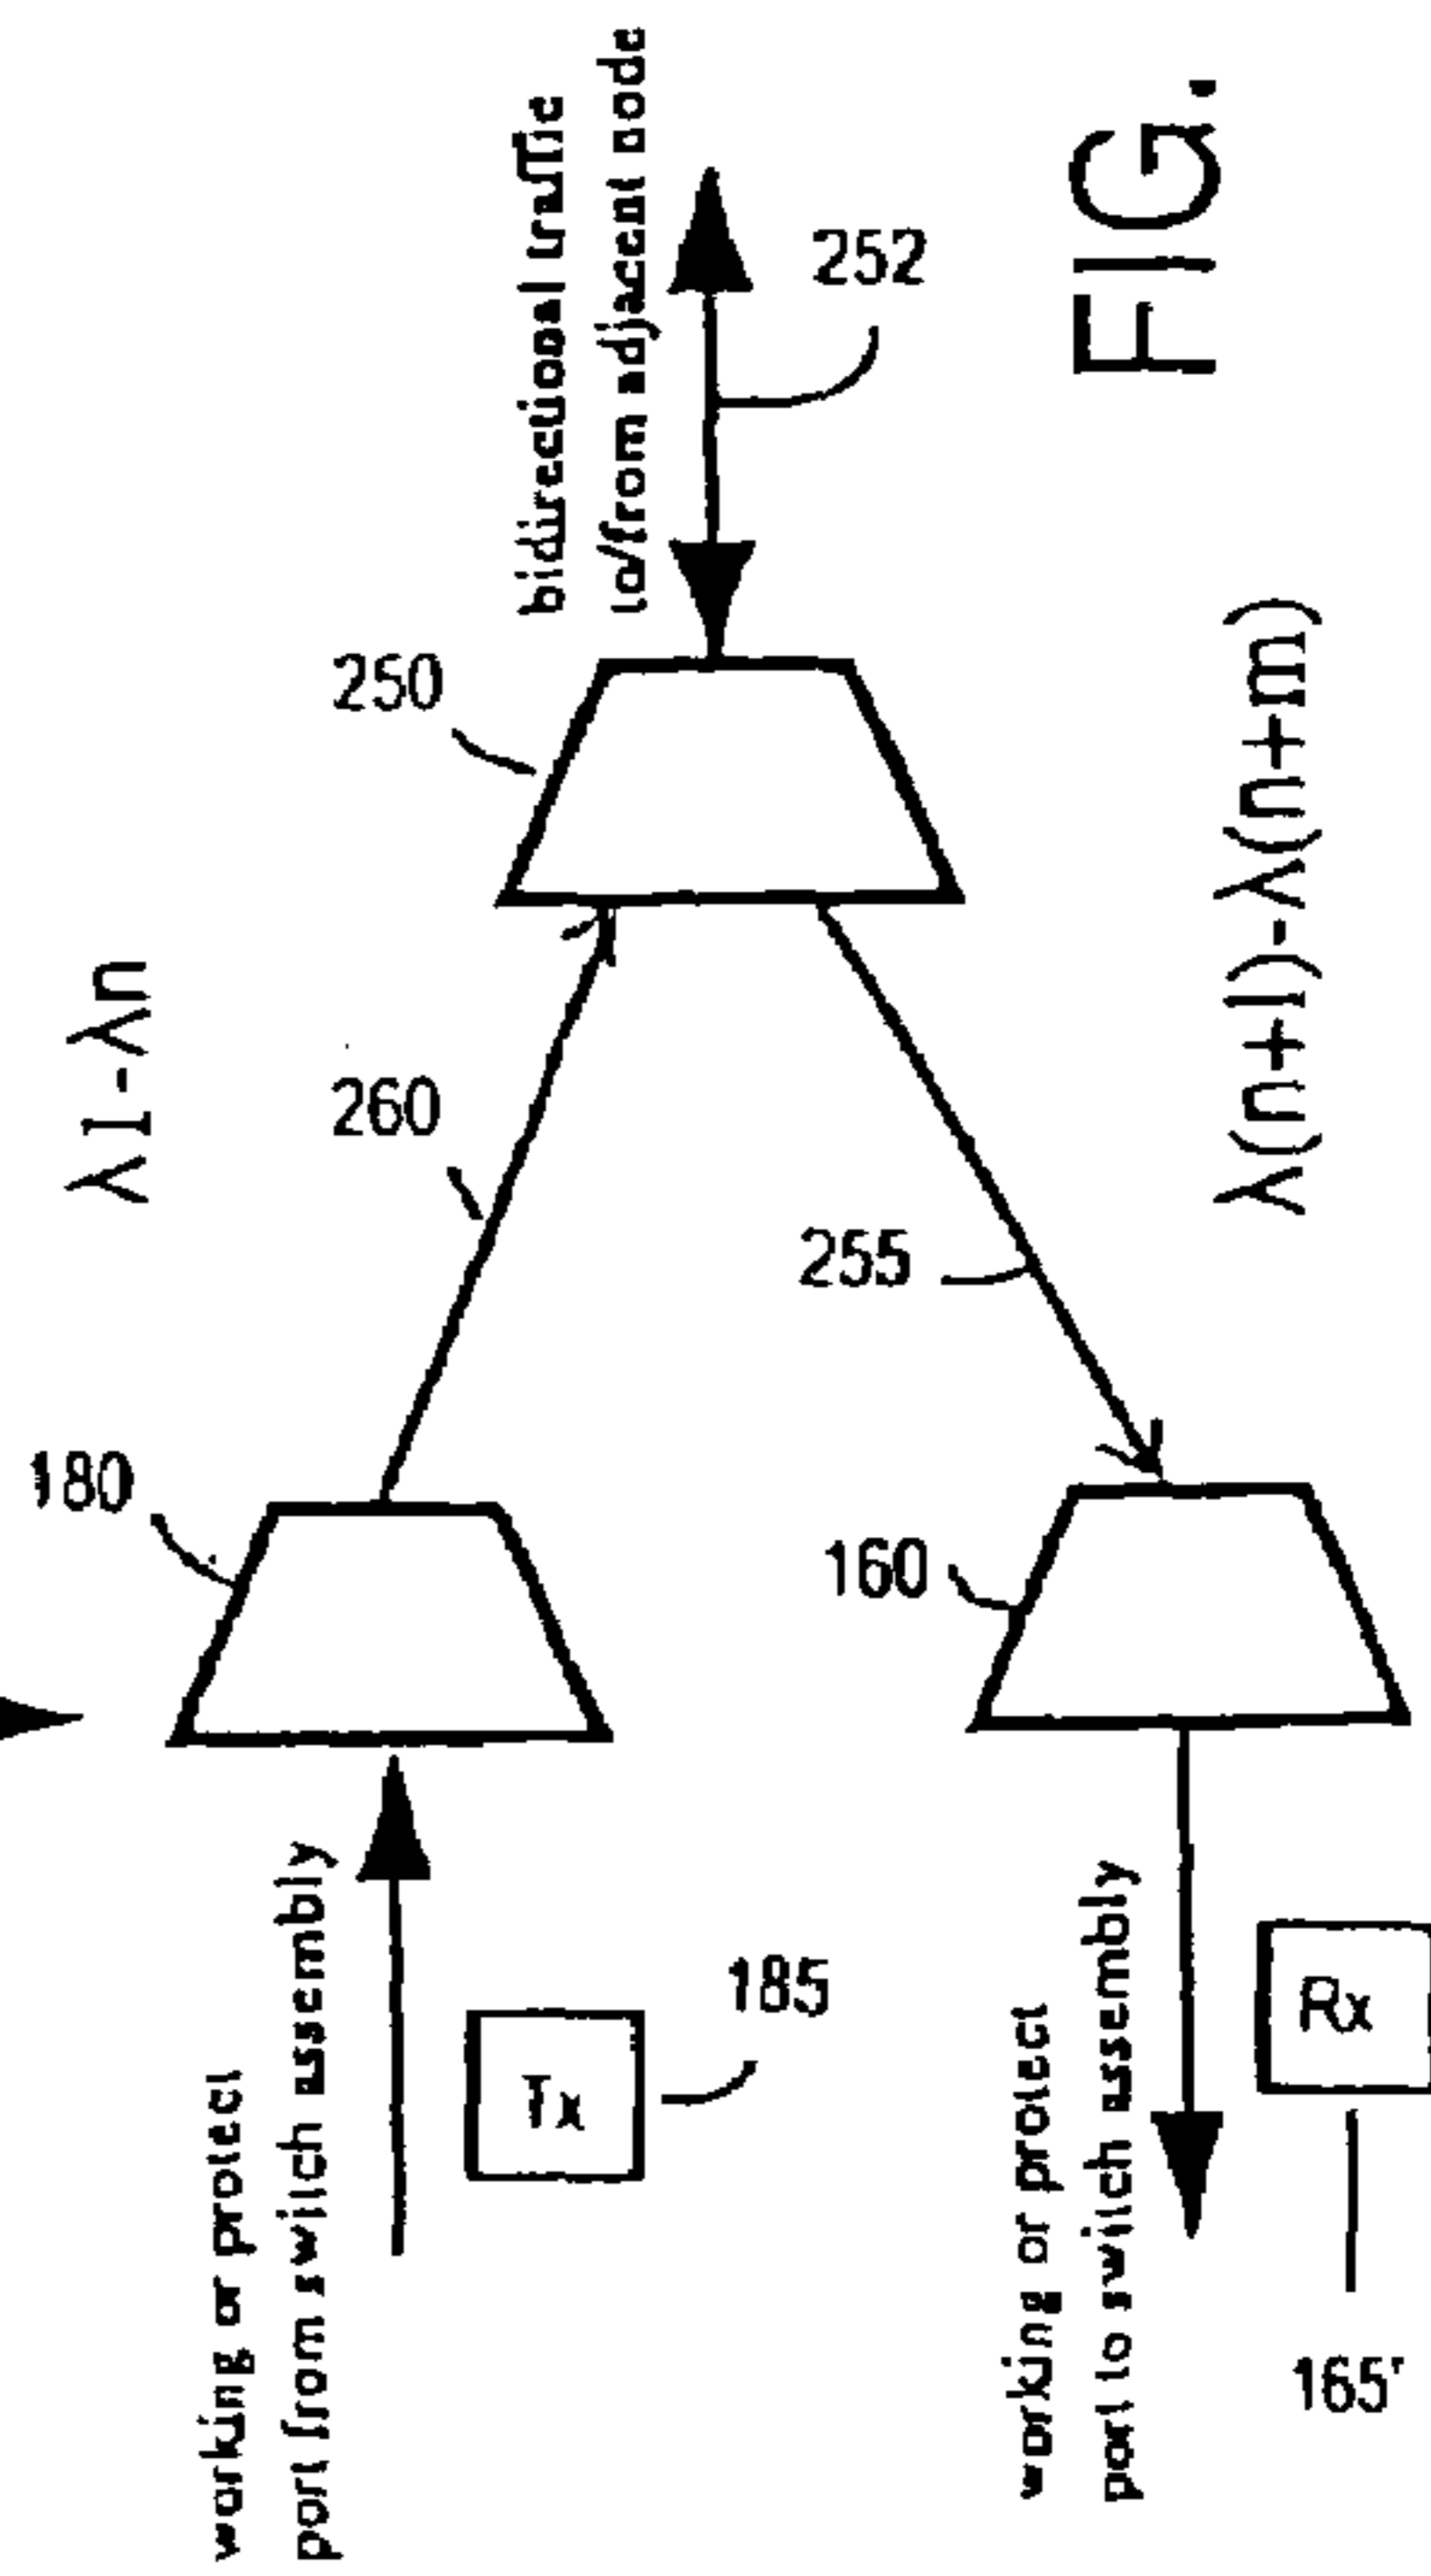 bidirectional traffic
to/from adjacent node
252
250
λ1-λn
260
255
λ(n+1)-λ(n+m)
180
160
working or protect
port from switch assembly
Tx
185
working or protect
port to switch assembly
Rx
165'
FIG.